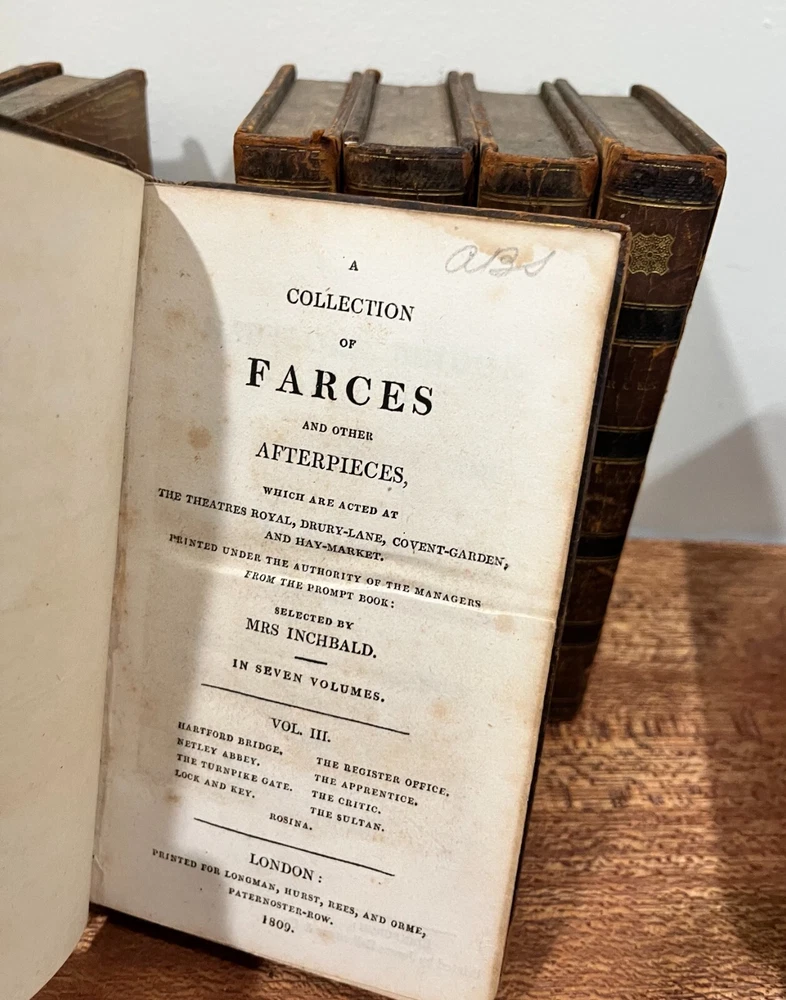 ABS
A
COLLECTION
OF
FARCES
AND OTHER
AFTERPIECES,
WHICH ARE ACTED AT
THE THEATRES ROYAL, DRURY-LANE, COVENT-GARDEN,
AND HAY-MARKET.
PRINTED UNDER THE AUTHORITY OF THE MANAGERS
FROM THE PROMPT BOOK:
SELECTED BY
MRS INCHBALD.
IN SEVEN VOLUMES.
VOL. III.
HARTFORD BRIDGE.
NETLEY ABBEY.
THE TURNPIKE GATE.
LOCK AND KEY.
THE REGISTER OFFICE.
THE APPRENTICE.
THE CRITIC.
THE SULTAN.
ROSINA.
LONDON:
PRINTED FOR LONGMAN, HURST, REES, AND ORME,
PATERNOSTER-ROW.
1809.